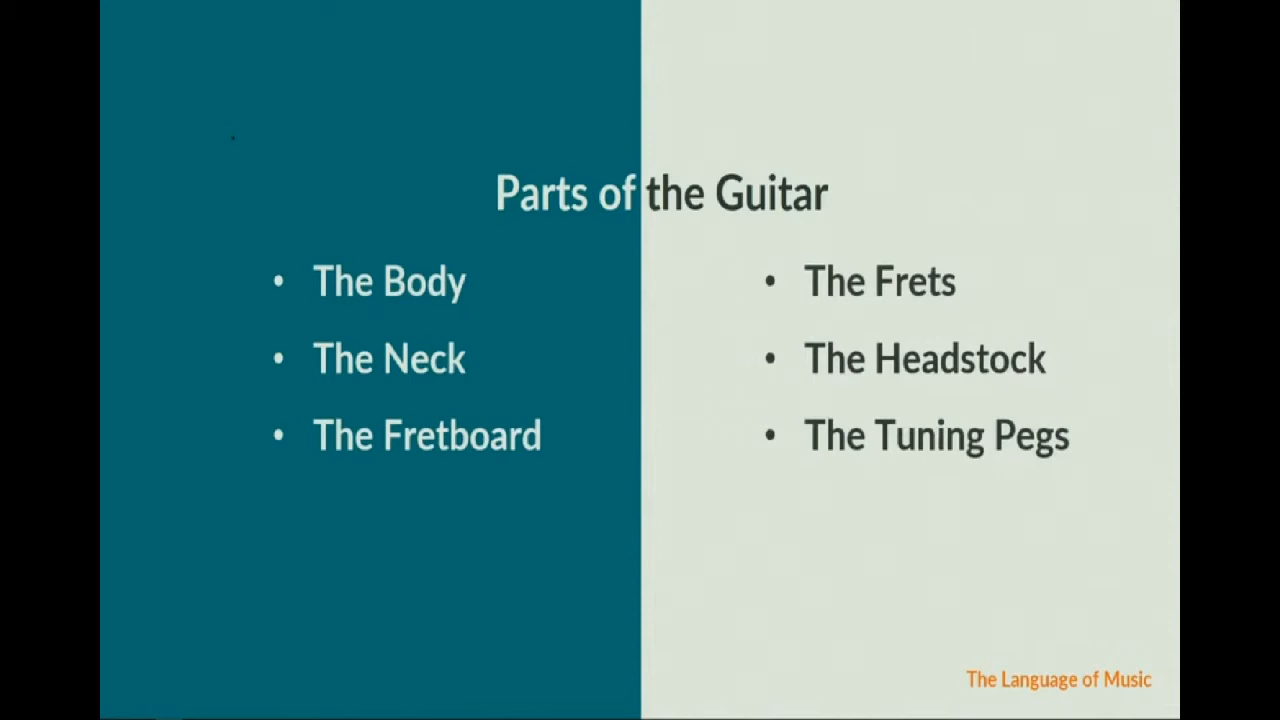 Parts of the Guitar
• The Body
• The Neck
• The Fretboard
• The Frets
• The Headstock
• The Tuning Pegs
The Language of Music